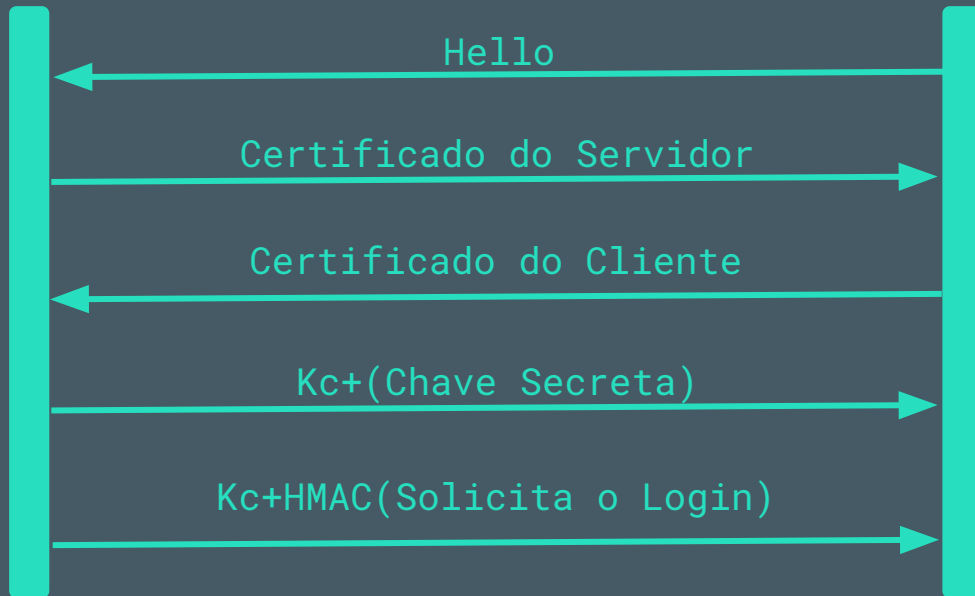 Hello
Certificado do Servidor
Certificado do Cliente
Kc+(Chave Secreta)
Kc+HMAC(Solicita o Login)